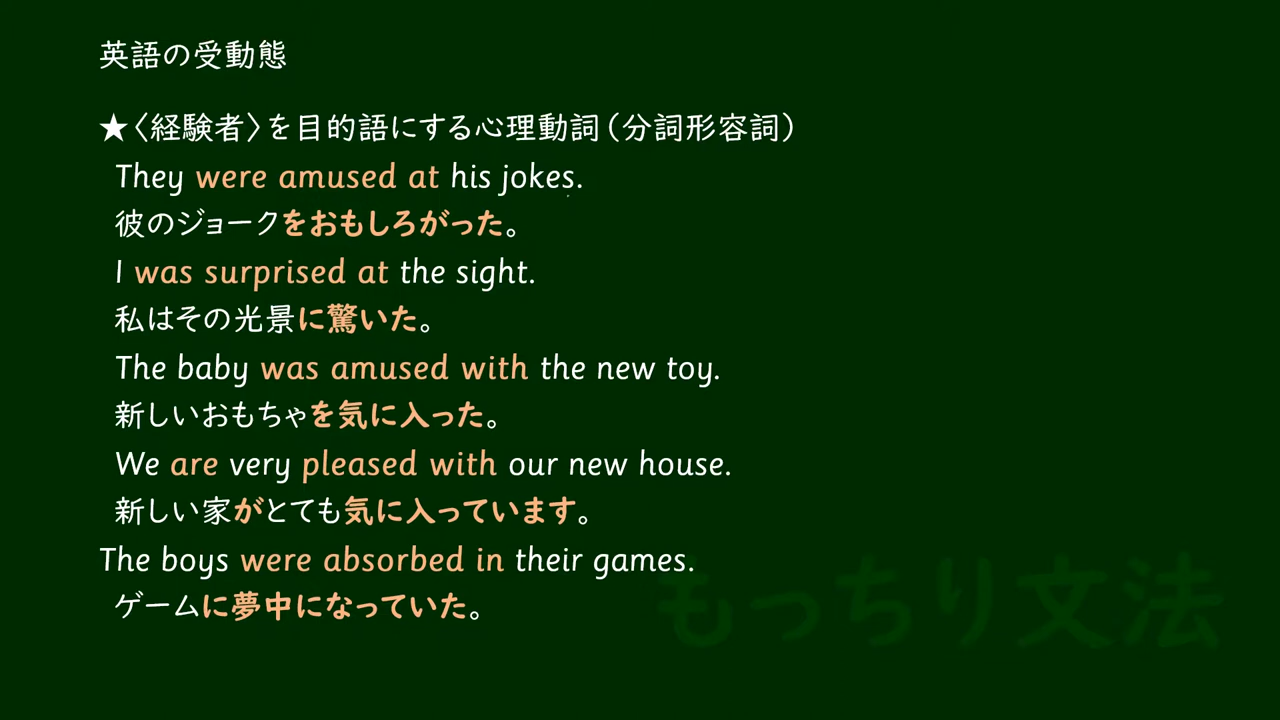 英語の受動態
★〈経験者〉を目的語にする心理動詞（分詞形容詞）
They were amused at his jokes.
彼のジョークをおもしろがった。
I was surprised at the sight.
私はその光景に驚いた。
The baby was amused with the new toy.
新しいおもちゃを気に入った。
We are very pleased with our new house.
新しい家がとても気に入っています。
The boys were absorbed in their games.
ゲームに夢中になっていた。
もっちり文法